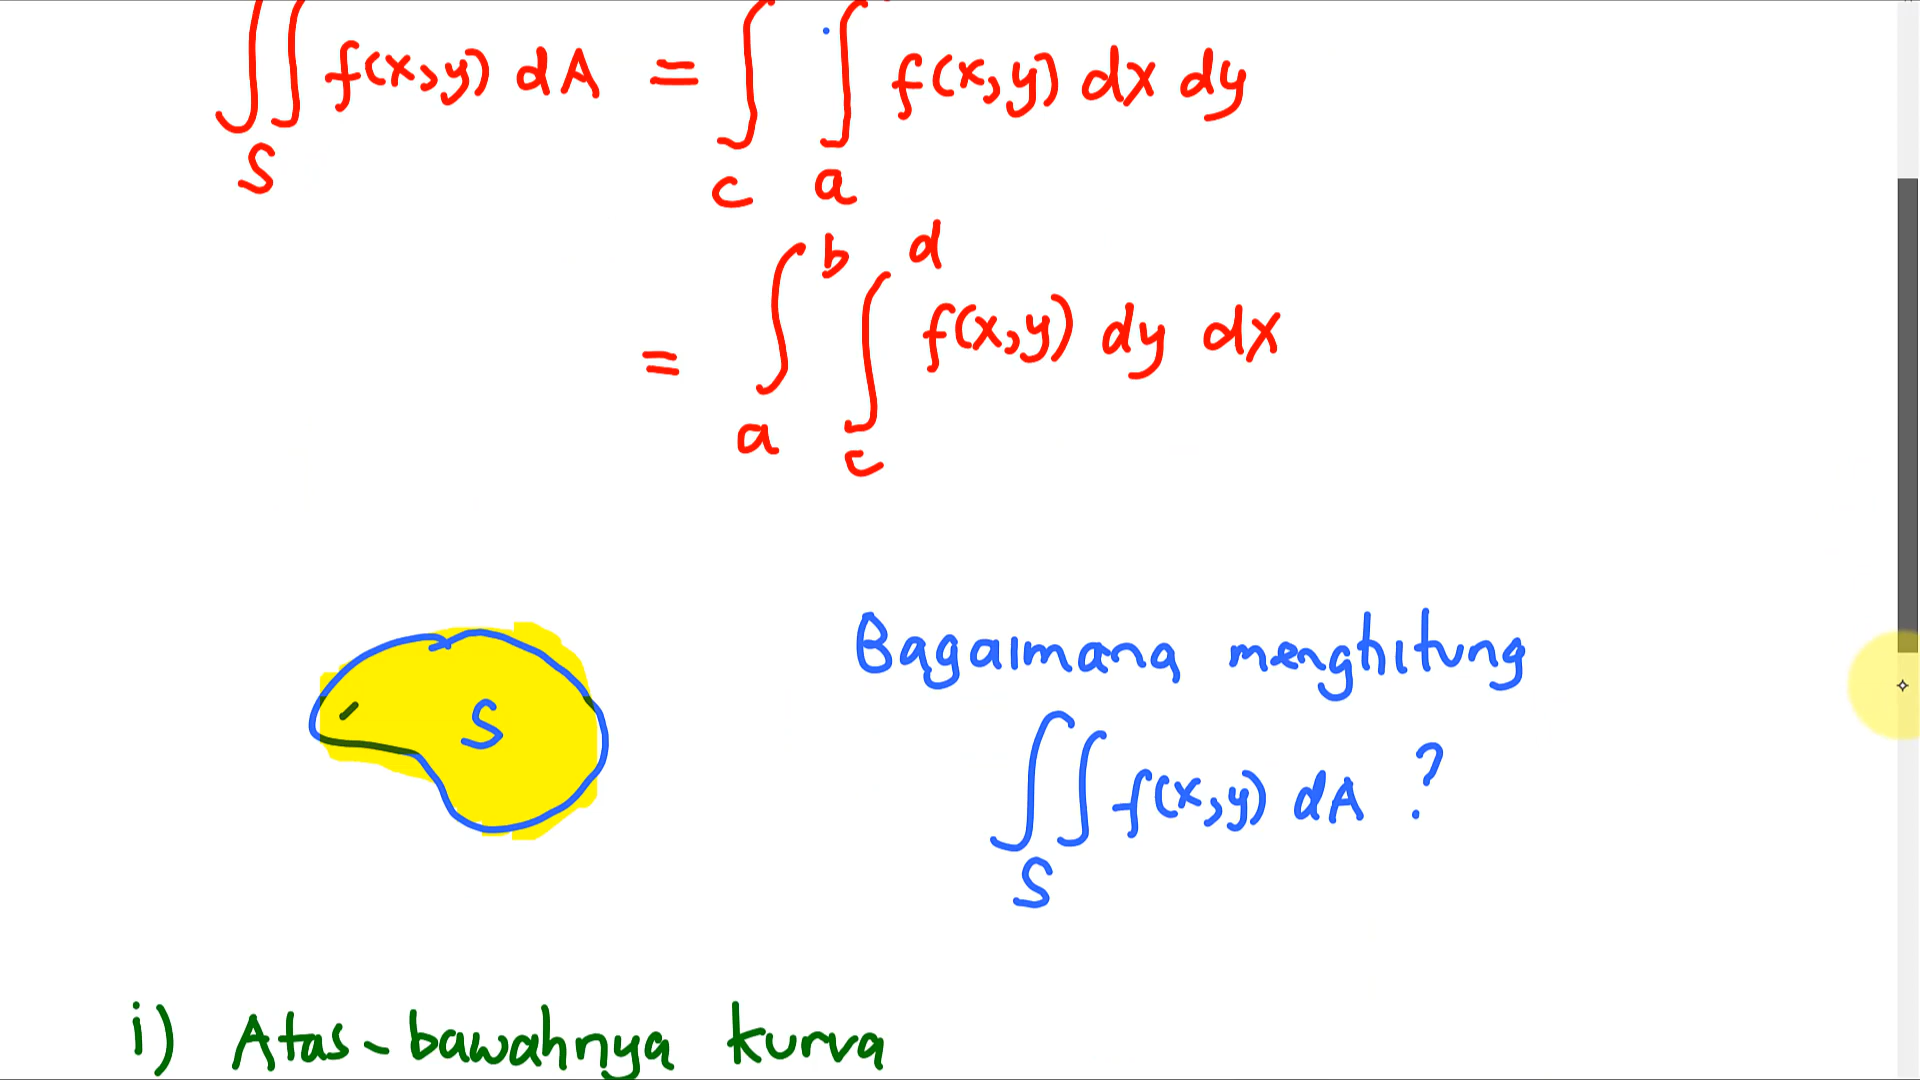 ∫∫ f(x,y) dA = ∫ ∫ f(x,y) dx dy
S c a
b d
= ∫ ∫ f(x,y) dy dx
a c
S
Bagaimana menghitung
∫∫ f(x,y) dA ?
S
i) Atas-bawahnya kurva